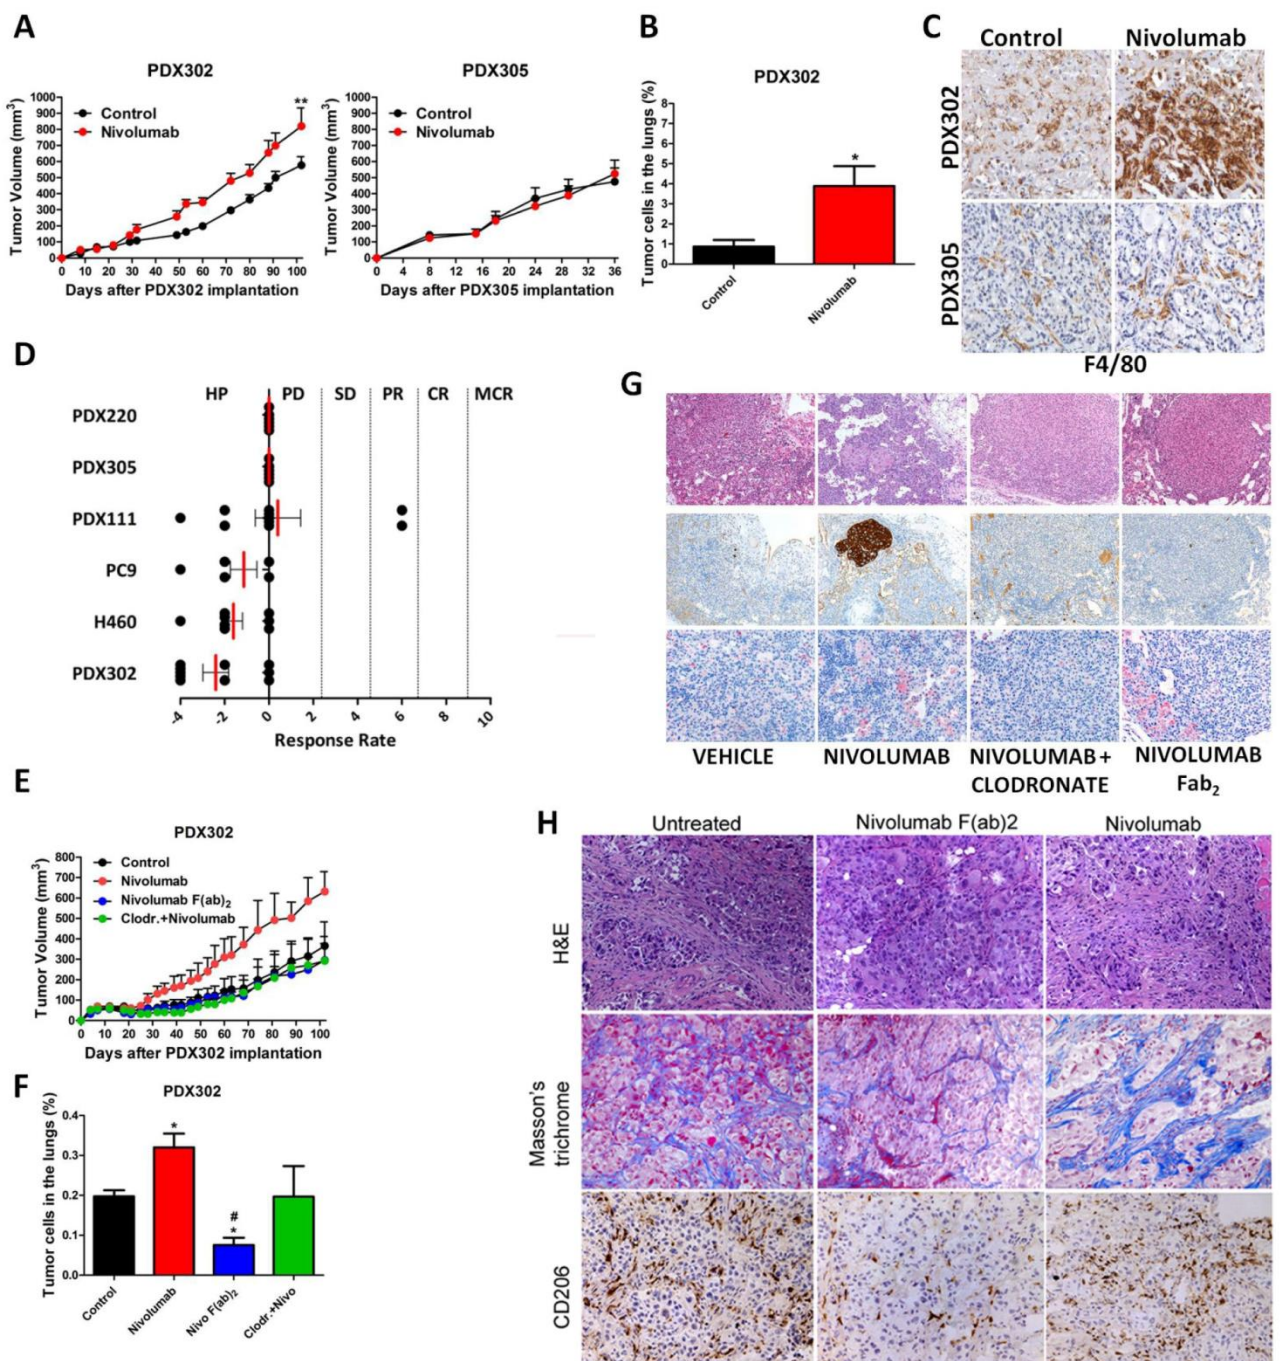 A
PDX302
Tumor Volume (mm³)
1000
900
800
700
600
500
400
300
200
100
0
Control
Nivolumab
**
0 10 20 30 40 50 60 70 80 90 100
Days after PDX302 implantation
PDX305
Tumor Volume (mm³)
1000
900
800
700
600
500
400
300
200
100
0
Control
Nivolumab
0 4 8 12 16 20 24 28 32 36
Days after PDX305 implantation
B
PDX302
Tumor cells in the lungs (%)
8
7
6
5
4
3
2
1
0
*
Control
Nivolumab
C
Control Nivolumab
PDX302
PDX305
F4/80
D
HP PD SD PR CR MCR
PDX220
PDX305
PDX111
PC9
H460
PDX302
-4 -2 0 2 4 6 8 10
Response Rate
G
VEHICLE
NIVOLUMAB
NIVOLUMAB+
CLODRONATE
NIVOLUMAB
Fab₂
E
PDX302
Tumor Volume (mm³)
800
700
600
500
400
300
200
100
0
Control
Nivolumab
Nivolumab F(ab)₂
Clodr.+Nivolumab
0 10 20 30 40 50 60 70 80 90 100
Days after PDX302 implantation
F
PDX302
Tumor cells in the lungs (%)
0.4
0.3
0.2
0.1
0.0
*
#
*
Control
Nivolumab
Nivo F(ab)₂
Clodr.+Nivo
H
Untreated Nivolumab F(ab)2 Nivolumab
H&E
Masson's
trichrome
CD206